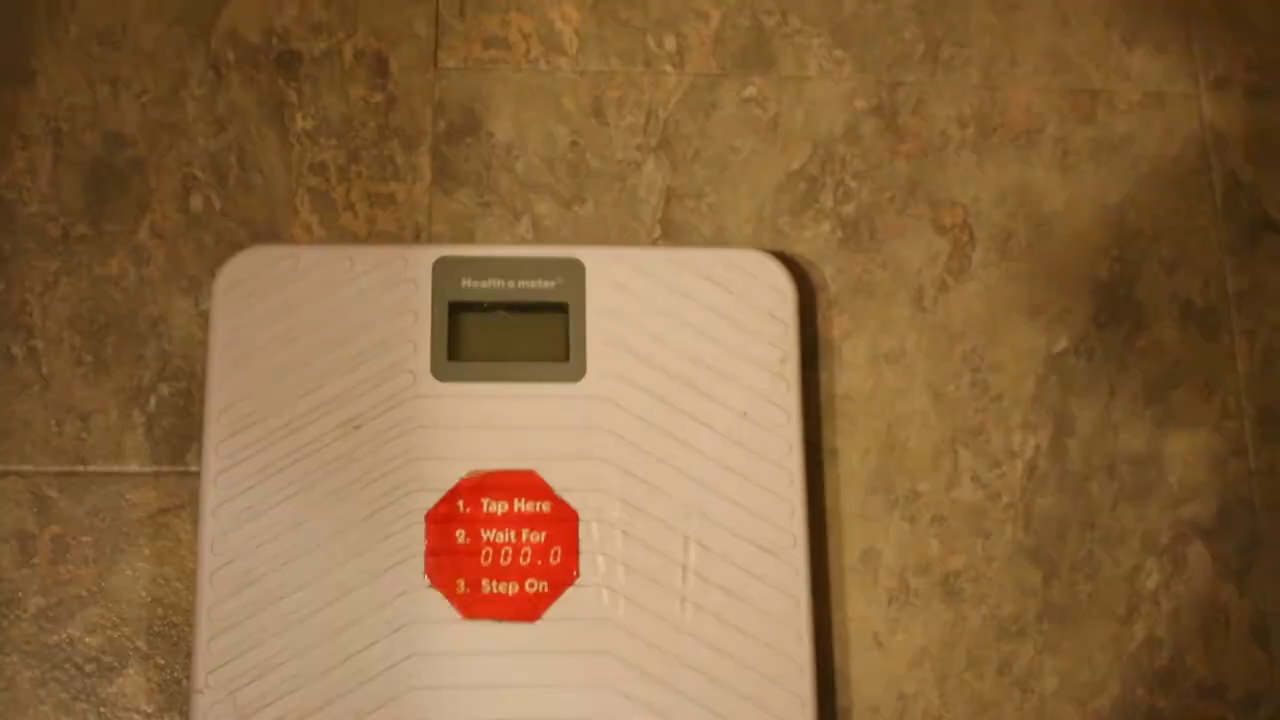 Health o meter®
1. Tap Here
2. Wait For
000.0
3. Step On